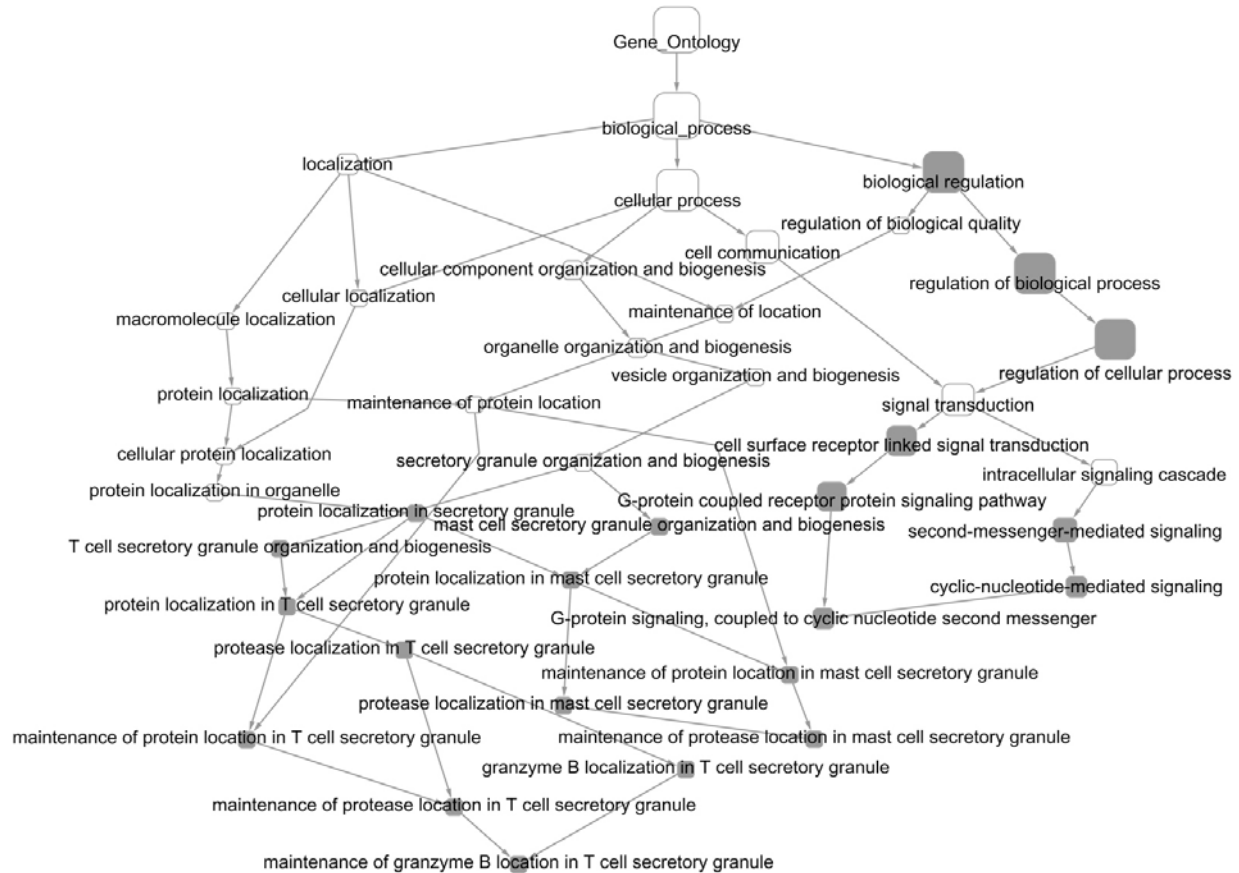 Gene_Ontology
biological_process
localization
biological regulation
cellular process
regulation of biological quality
cell communication
cellular component organization and biogenesis
regulation of biological process
cellular localization
maintenance of location
macromolecule localization
organelle organization and biogenesis
regulation of cellular process
vesicle organization and biogenesis
protein localization
maintenance of protein location
signal transduction
cell surface receptor linked signal transduction
cellular protein localization
secretory granule organization and biogenesis
intracellular signaling cascade
protein localization in organelle
G-protein coupled receptor protein signaling pathway
protein localization in secretory granule
mast cell secretory granule organization and biogenesis
second-messenger-mediated signaling
T cell secretory granule organization and biogenesis
protein localization in mast cell secretory granule
cyclic-nucleotide-mediated signaling
protein localization in T cell secretory granule
G-protein signaling, coupled to cyclic nucleotide second messenger
protease localization in T cell secretory granule
maintenance of protein location in mast cell secretory granule
protease localization in mast cell secretory granule
maintenance of protein location in T cell secretory granule
maintenance of protease location in mast cell secretory granule
granzyme B localization in T cell secretory granule
maintenance of protease location in T cell secretory granule
maintenance of granzyme B location in T cell secretory granule